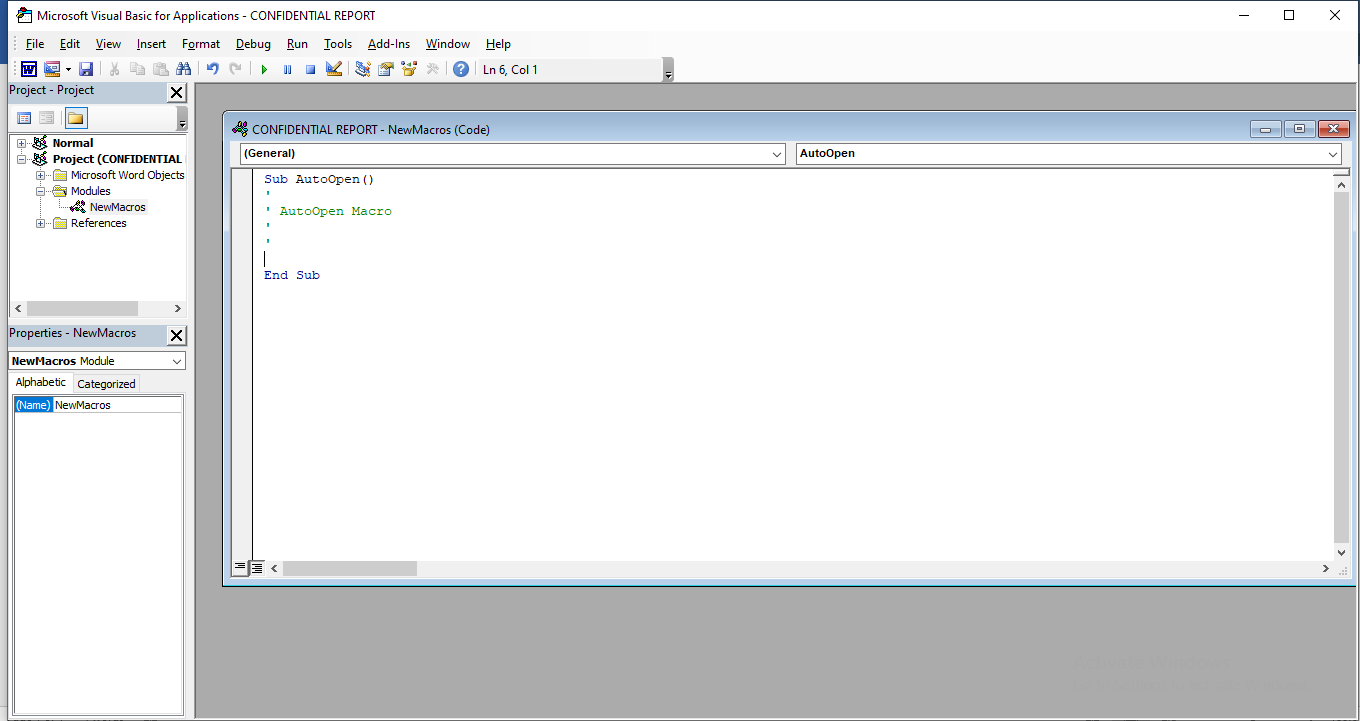 Microsoft Visual Basic for Applications - CONFIDENTIAL REPORT
File Edit View Insert Format Debug Run Tools Add-Ins Window Help
Ln 6, Col 1
Project - Project
Normal
Project (CONFIDENTIAL
Microsoft Word Objects
Modules
NewMacros
References
Properties - NewMacros
NewMacros Module
Alphabetic Categorized
(Name) NewMacros
CONFIDENTIAL REPORT - NewMacros (Code)
(General) AutoOpen
Sub AutoOpen()
'
' AutoOpen Macro
'
'
End Sub